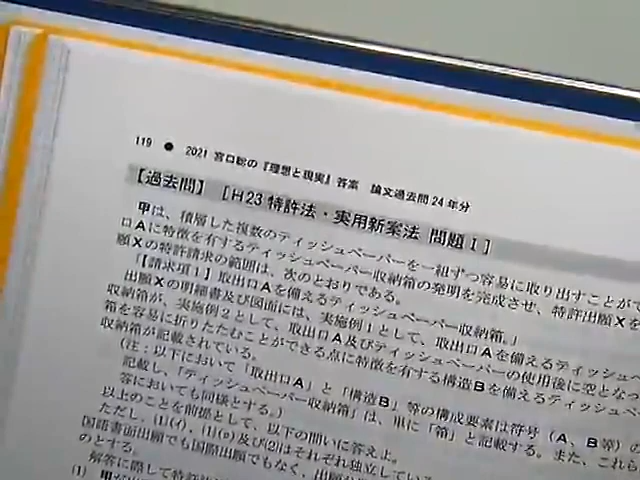 119 ● 2021 宮口聡の『理想と現実』答案 論文過去問24年分
【過去問】 [H23 特許法・実用新案法 問題Ⅰ]
甲は、積層した複数のティッシュペーパーを一組ずつ容易に取り出すことがで
口Aに特徴を有するティッシュペーパー収納箱の発明を完成させ、特許出願Xを
願Xの特許請求の範囲は、次のとおりである。
「【請求項1】取出口Aを備えるティッシュペーパー収納箱。」
出願Xの明細書及び図面には、実施例1として、取出口Aを備えるティッシュペ
収納箱が、実施例2として、取出口A及びティッシュペーパーの使用後に空となっ
箱を容易に折りたたむことができる点に特徴を有する構造Bを備えるティッシュペ
収納箱が記載されている。
(注:以下において「取出口A」と「構造B」等の構成要素は符号(A、B等)の
記載し、「ティッシュペーパー収納箱」は、単に「箱」と記載する。また、これら
等においても同様とする。)
以上のことを前提として、以下の問いに答えよ。
ただし、(1)(イ)、(1)(ロ)及び(2)はそれぞれ独立してい
国語書面出願でも国際出願でもなく、出願
のとする。
解答に際して特許法
(1) 甲が